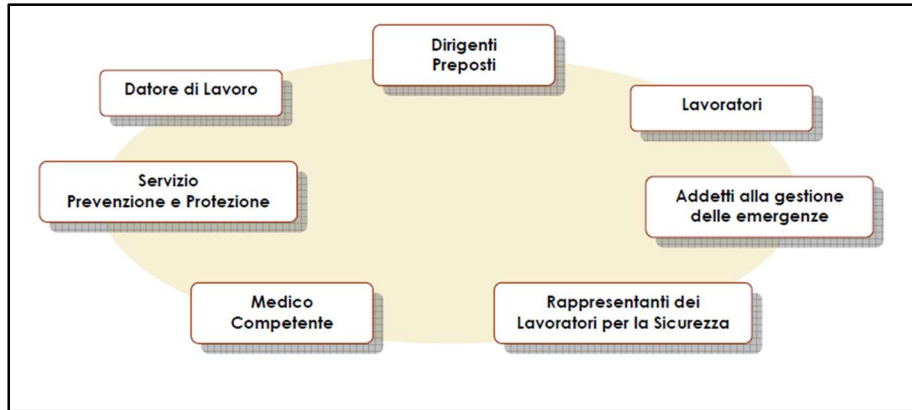 Dirigenti
Preposti
Datore di Lavoro
Lavoratori
Servizio
Prevenzione e Protezione
Addetti alla gestione
delle emergenze
Medico
Competente
Rappresentanti dei
Lavoratori per la Sicurezza